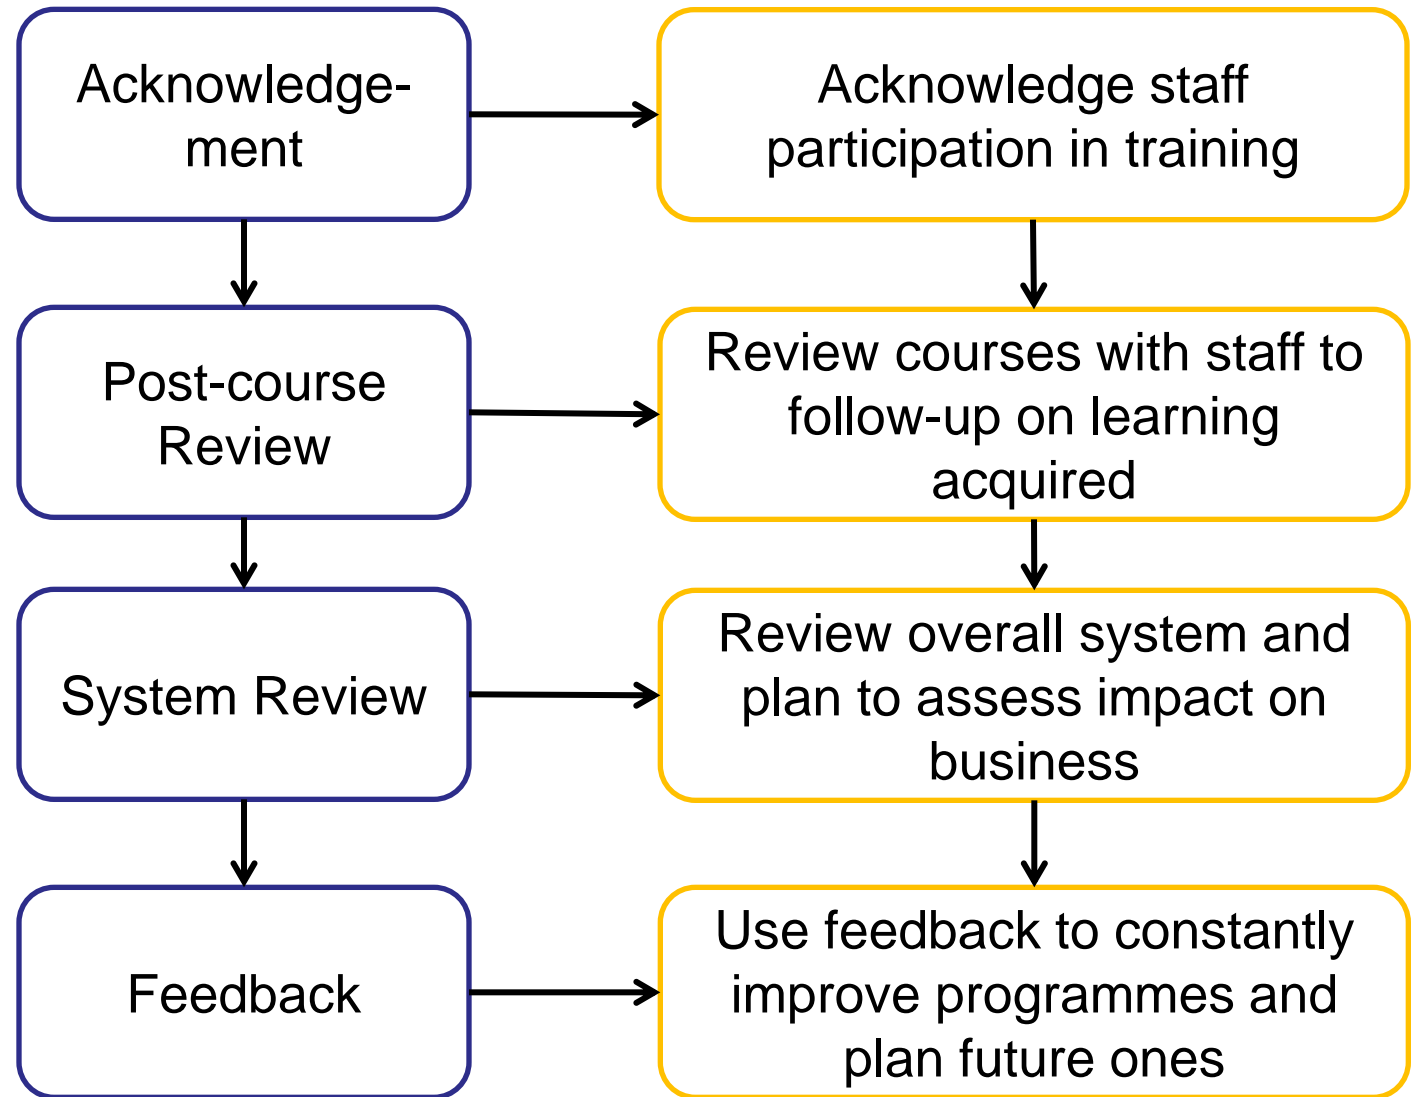 Acknowledge-
ment
Acknowledge staff
participation in training
Post-course
Review
Review courses with staff to
follow-up on learning
acquired
System Review
Review overall system and
plan to assess impact on
business
Feedback
Use feedback to constantly
improve programmes and
plan future ones